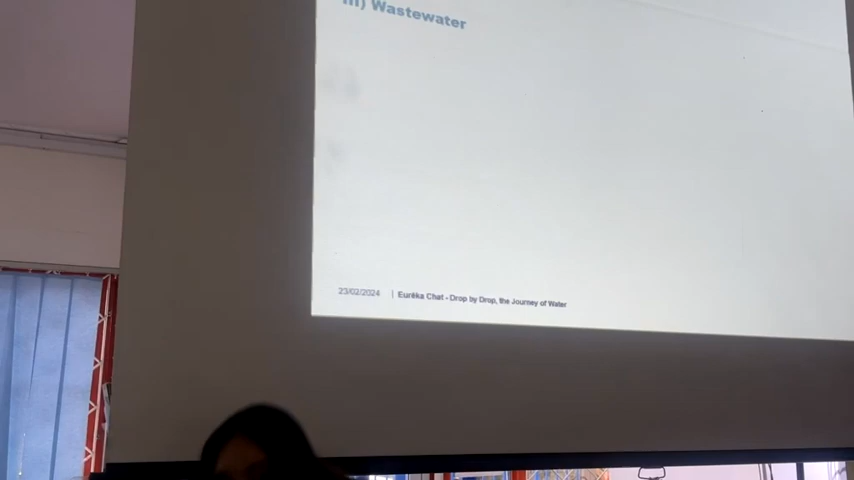 III) Wastewater
23/02/2024 | Eurêka Chat - Drop by Drop, the Journey of Water